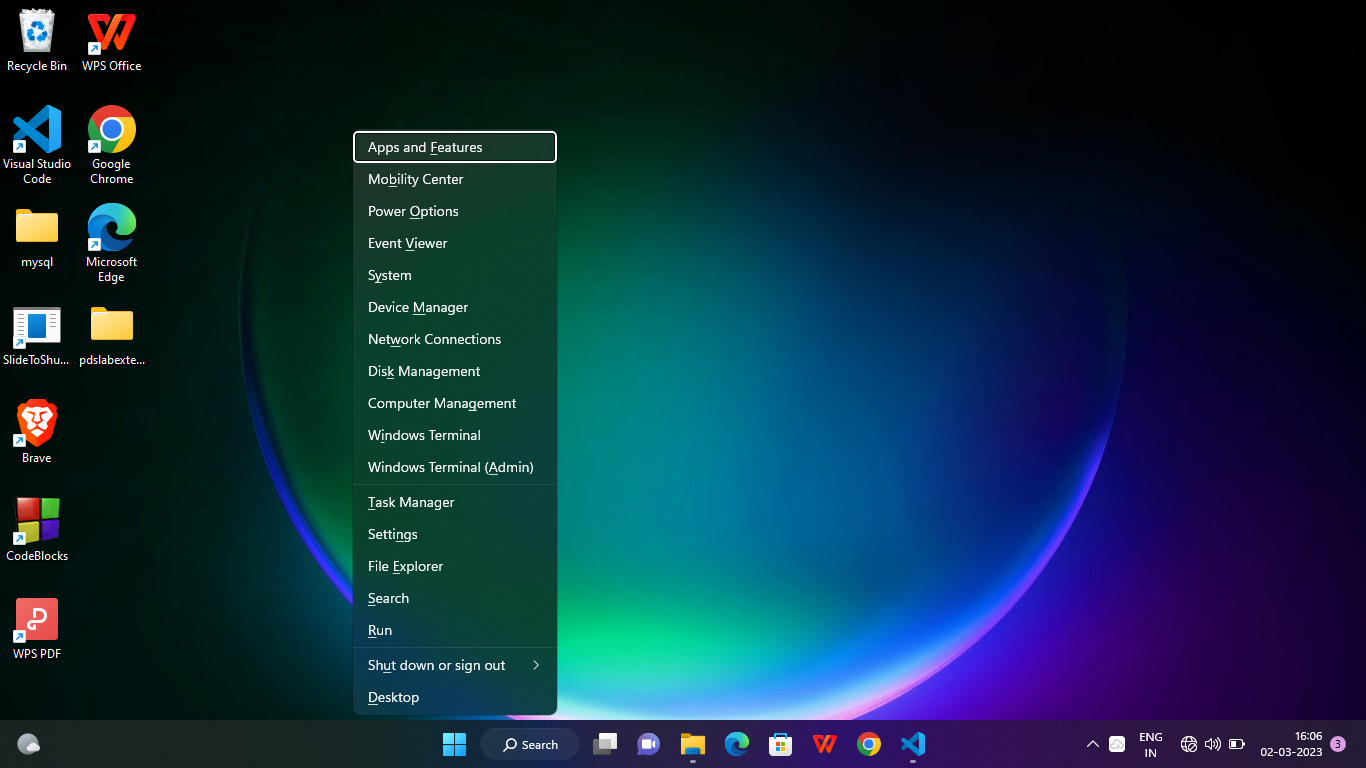 Recycle Bin
WPS Office
Visual Studio
Code
Google
Chrome
mysql
Microsoft
Edge
SlideToShu...
pdslabexte...
Brave
CodeBlocks
WPS PDF
Apps and Features
Mobility Center
Power Options
Event Viewer
System
Device Manager
Network Connections
Disk Management
Computer Management
Windows Terminal
Windows Terminal (Admin)
Task Manager
Settings
File Explorer
Search
Run
Shut down or sign out
Desktop
Search
ENG
IN
16:06
02-03-2023
3